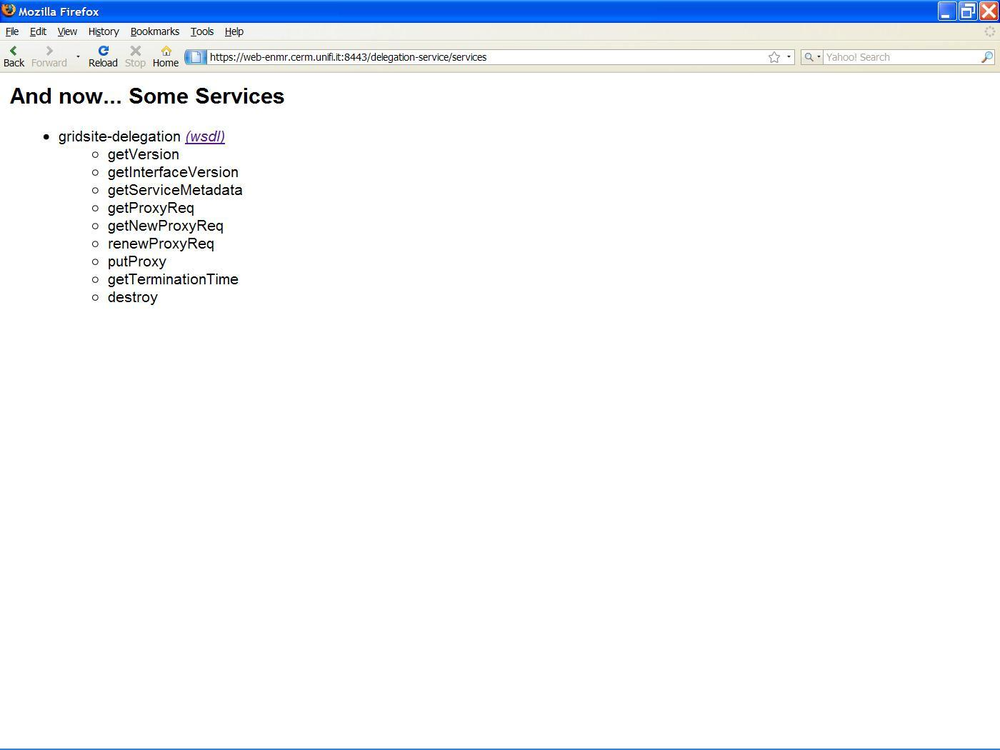 Mozilla Firefox
File Edit View History Bookmarks Tools Help
Back Forward Reload Stop Home https://web-enmr.cerm.unifi.it:8443/delegation-service/services Yahoo! Search
And now... Some Services
gridsite-delegation (wsdl)
getVersion
getInterfaceVersion
getServiceMetadata
getProxyReq
getNewProxyReq
renewProxyReq
putProxy
getTerminationTime
destroy